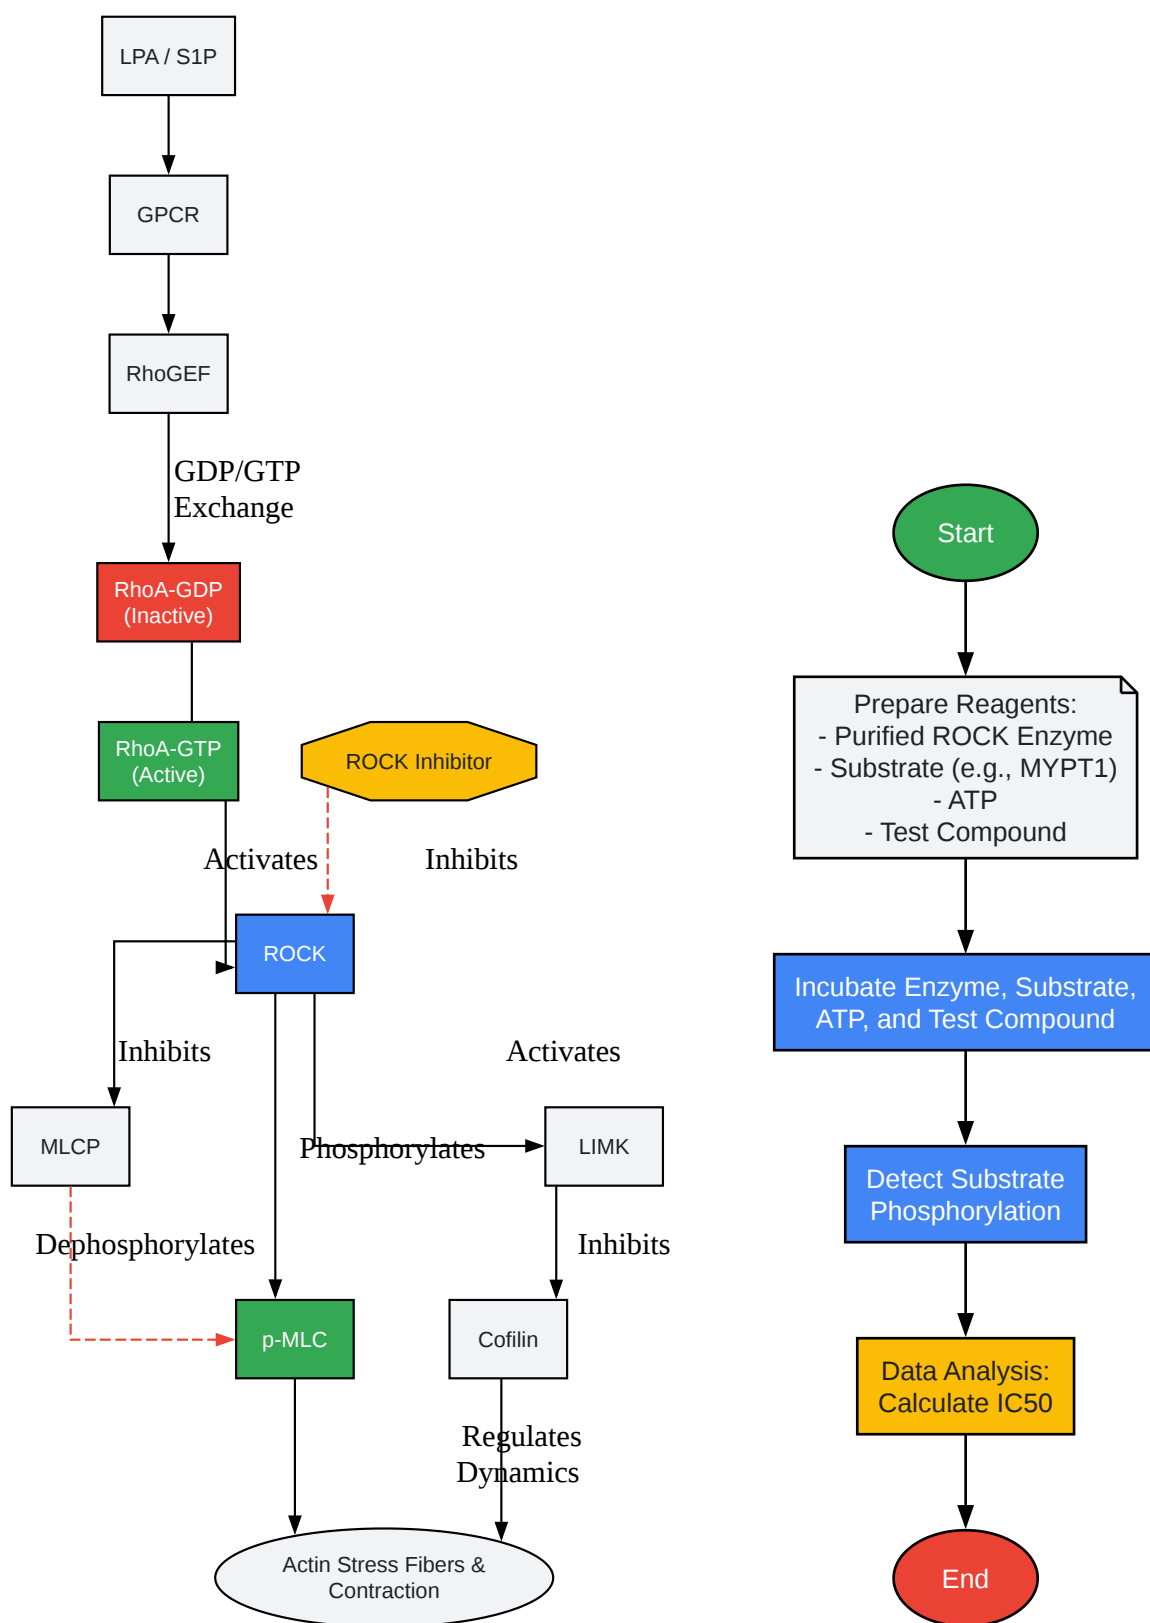 LPA / S1P
GPCR
RhoGEF
GDP/GTP
Exchange
RhoA-GDP
(Inactive)
RhoA-GTP
(Active)
ROCK Inhibitor
Activates
Inhibits
ROCK
Inhibits
Activates
MLCP
Phosphorylates
LIMK
Dephosphorylates
Inhibits
p-MLC
Cofilin
Regulates
Dynamics
Actin Stress Fibers &
Contraction
Start
Prepare Reagents:
- Purified ROCK Enzyme
- Substrate (e.g., MYPT1)
- ATP
- Test Compound
Incubate Enzyme, Substrate,
ATP, and Test Compound
Detect Substrate
Phosphorylation
Data Analysis:
Calculate IC50
End